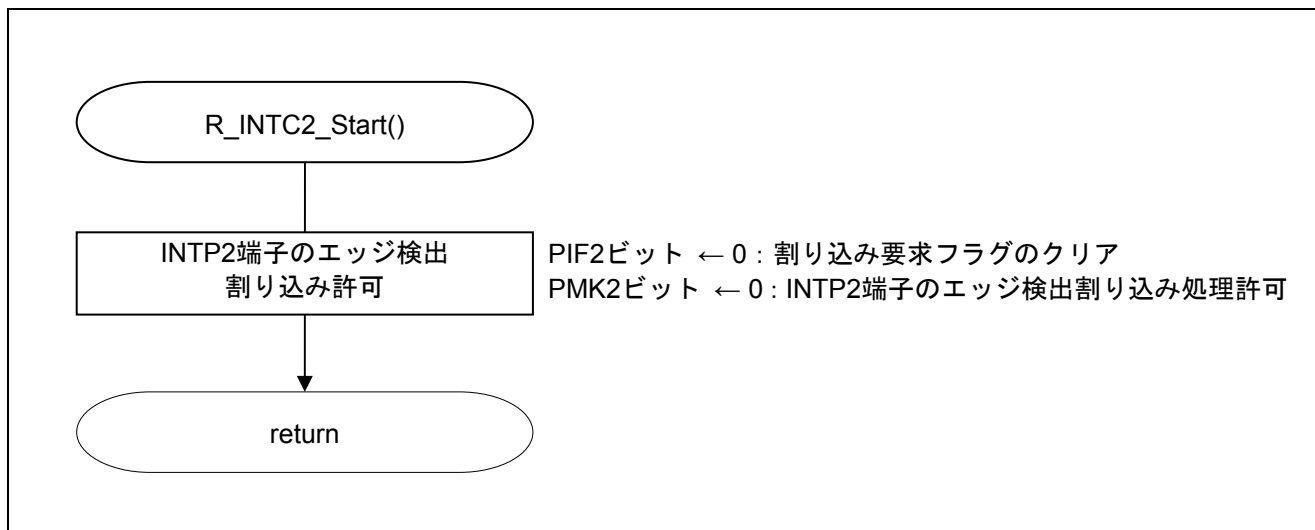 R_INTC2_Start()
INTP2端子のエッジ検出
割り込み許可
PIF2ビット ← 0 : 割り込み要求フラグのクリア
PMK2ビット ← 0 : INTP2端子のエッジ検出割り込み処理許可
return